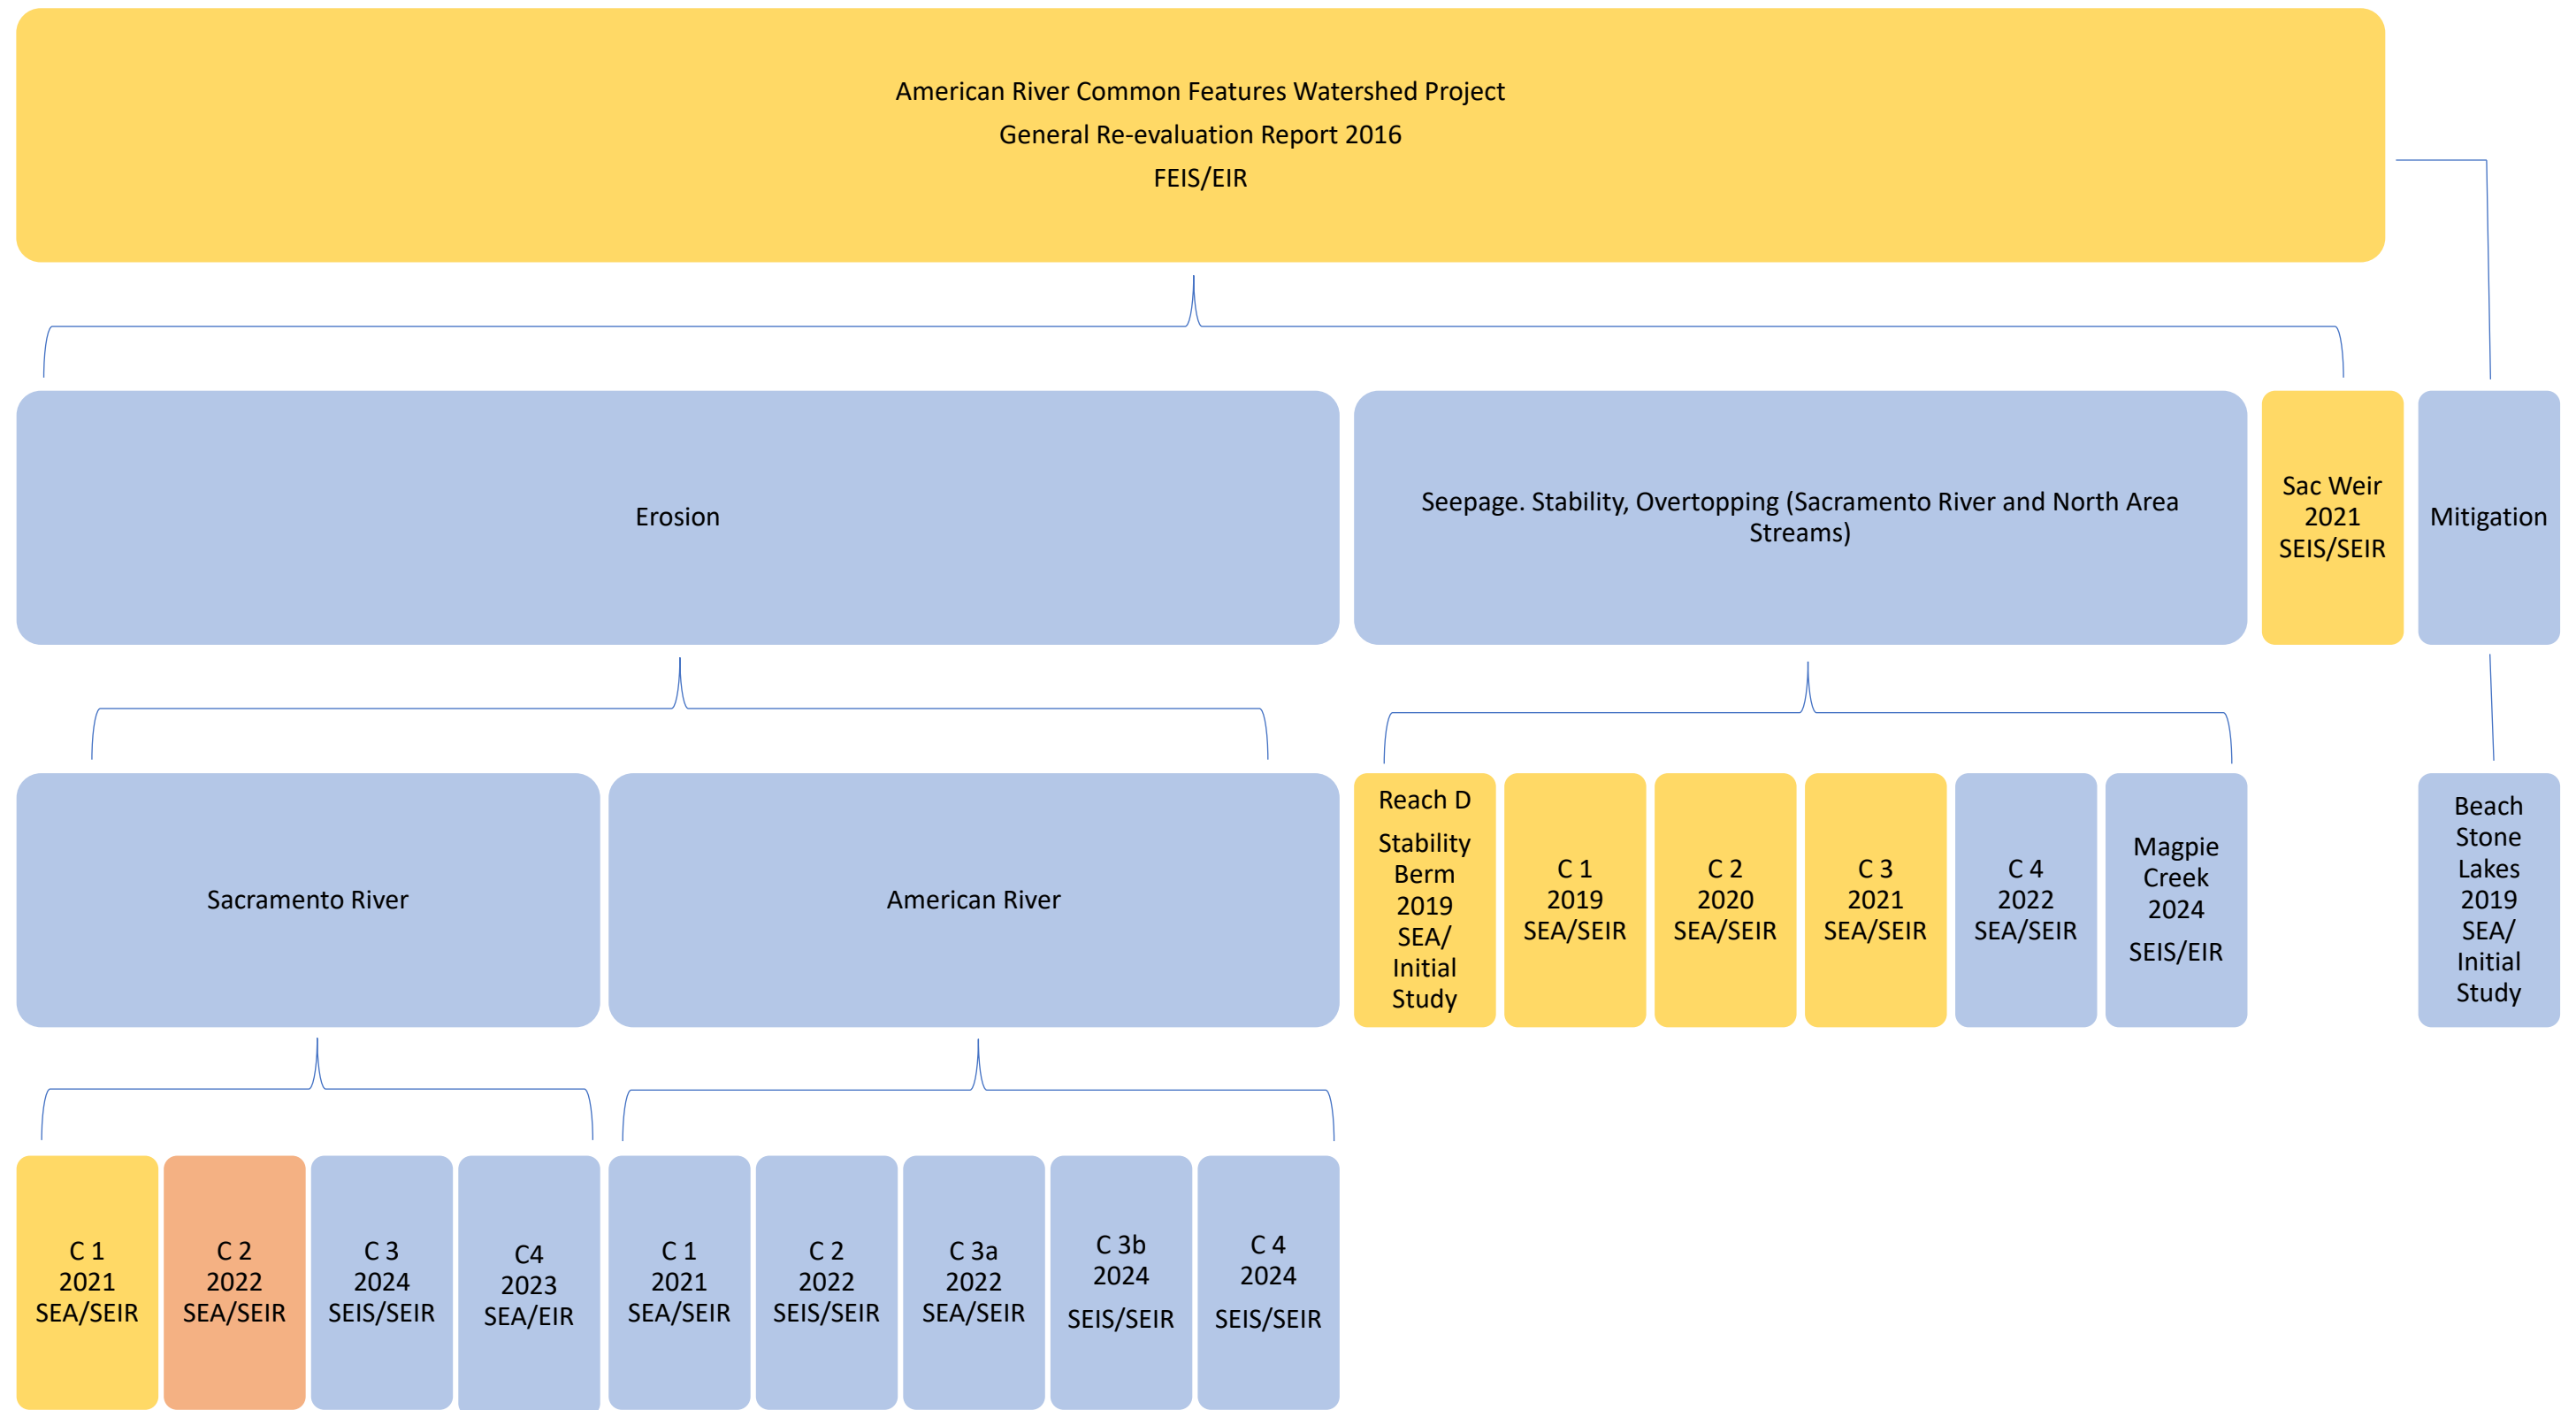 American River Common Features Watershed Project
General Re-evaluation Report 2016
FEIS/EIR
Erosion
Seepage. Stability, Overtopping (Sacramento River and North Area
Streams)
Sac Weir
2021
SEIS/SEIR
Mitigation
Sacramento River
American River
Reach D
Stability
Berm
2019
SEA/
Initial
Study
C 1
2019
SEA/SEIR
C 2
2020
SEA/SEIR
C 3
2021
SEA/SEIR
C 4
2022
SEA/SEIR
Magpie
Creek
2024
SEIS/EIR
Beach
Stone
Lakes
2019
SEA/
Initial
Study
C 1
2021
SEA/SEIR
C 2
2022
SEA/SEIR
C 3
2024
SEIS/SEIR
C4
2023
SEA/EIR
C 1
2021
SEA/SEIR
C 2
2022
SEIS/SEIR
C 3a
2022
SEA/SEIR
C 3b
2024
SEIS/SEIR
C 4
2024
SEIS/SEIR